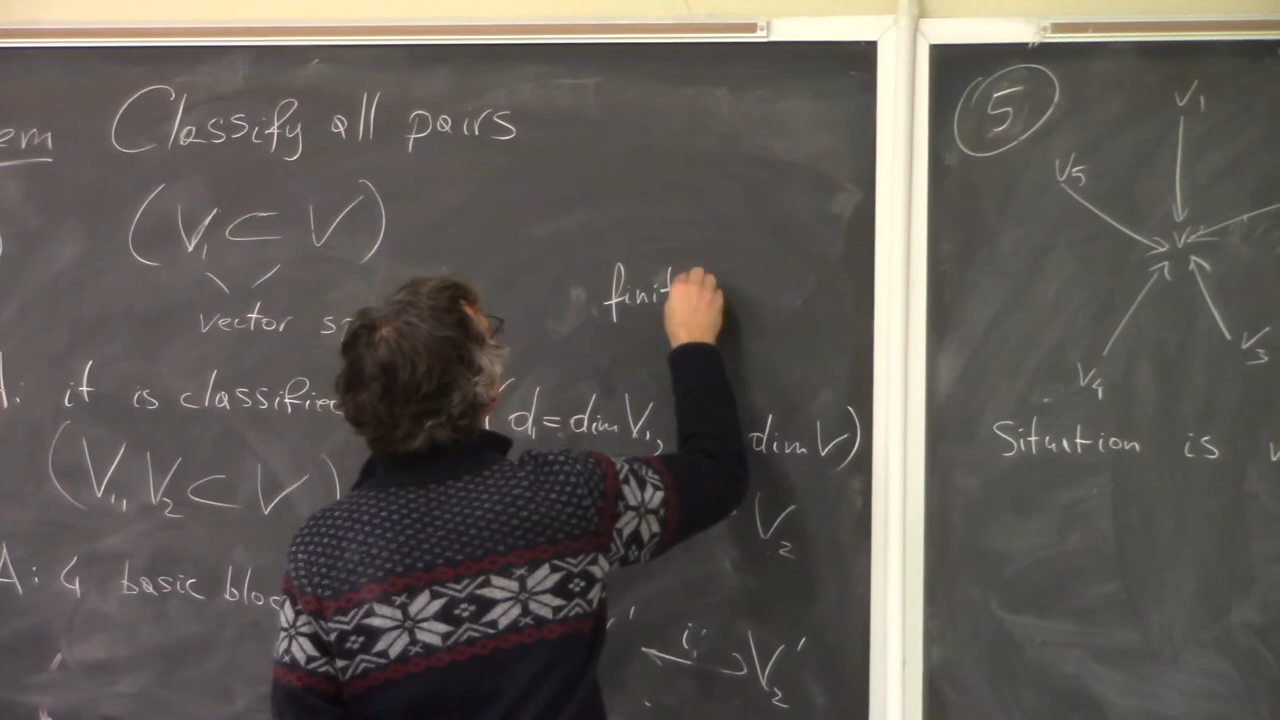 em Classify all pairs
(V₁ ⊂ V)
vector s
finit
A: it is classified (d₁ = dim V₁, dim V)
(V₁, V₂ ⊂ V)
V₂
A: 4 basic bloc
i₁ V₂′
5
V₁
V₅
V
V₃
V₄
Situation is